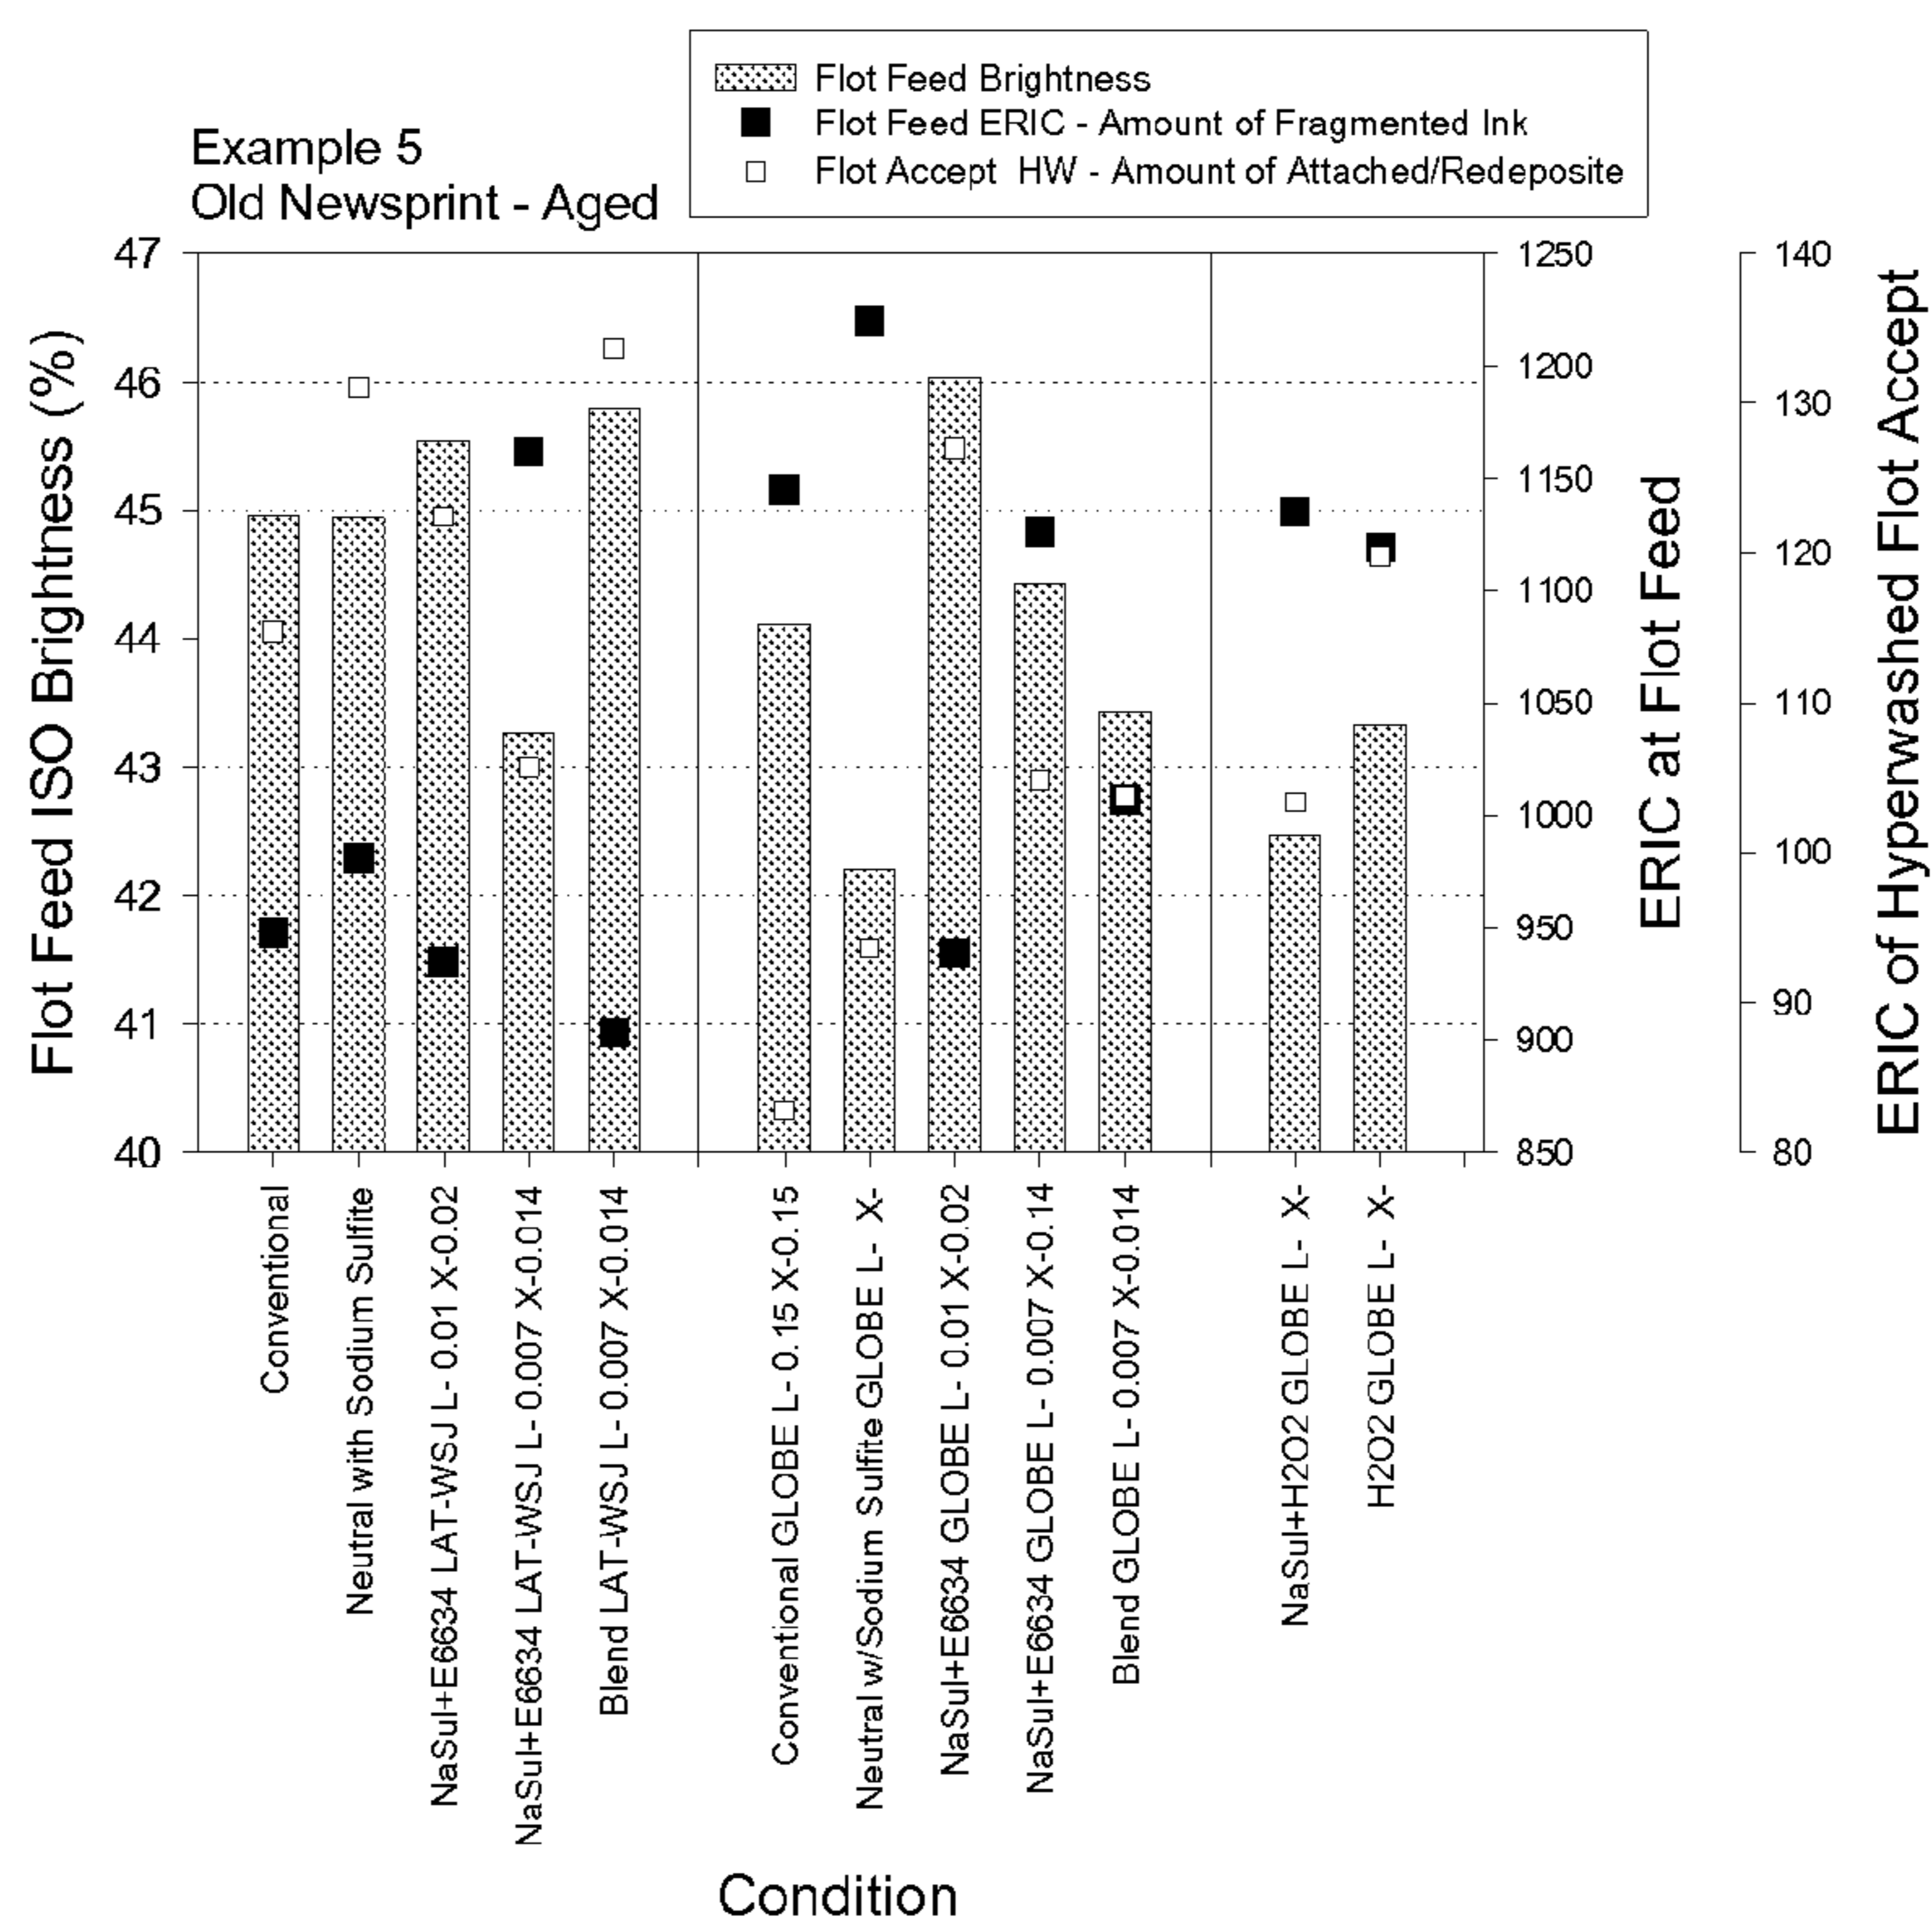 Flot Feed Brightness
Flot Feed ERIC - Amount of Fragmented Ink
Flot Accept HW - Amount of Attached/Redeposite
Example 5
Old Newsprint - Aged
Flot Feed ISO Brightness (%)
47
46
45
44
43
42
41
40
1250
1200
1150
1100
1050
1000
950
900
850
ERIC at Flot Feed
140
130
120
110
100
90
80
ERIC of Hyperwashed Flot Accept
Conventional
Neutral with Sodium Sulfite
NaSul+E6634 LAT-WSJ L- 0.01 X-0.02
NaSul+E6634 LAT-WSJ L- 0.007 X-0.014
Blend LAT-WSJ L- 0.007 X-0.014
Conventional GLOBE L- 0.15 X-0.15
Neutral w/Sodium Sulfite GLOBE L- X-
NaSul+E6634 GLOBE L- 0.01 X-0.02
NaSul+E6634 GLOBE L- 0.007 X-0.14
Blend GLOBE L- 0.007 X-0.014
NaSul+H2O2 GLOBE L- X-
H2O2 GLOBE L- X-
Condition